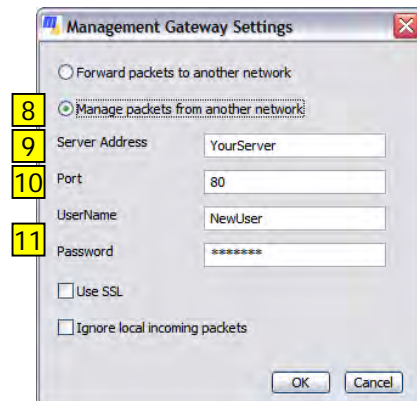 Management Gateway Settings
Forward packets to another network
8 Manage packets from another network
9 Server Address YourServer
10 Port 80
UserName NewUser
11
Password *******
Use SSL
Ignore local incoming packets
OK Cancel